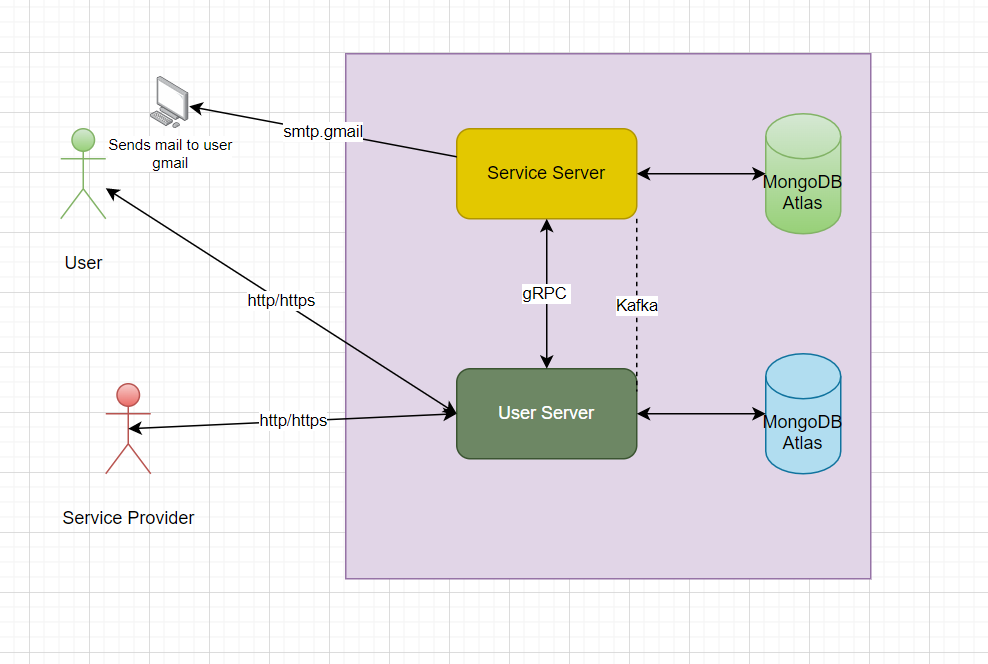 smtp.gmail
Sends mail to user
gmail
Service Server
MongoDB
Atlas
User
http/https
gRPC
Kafka
http/https
User Server
MongoDB
Atlas
Service Provider